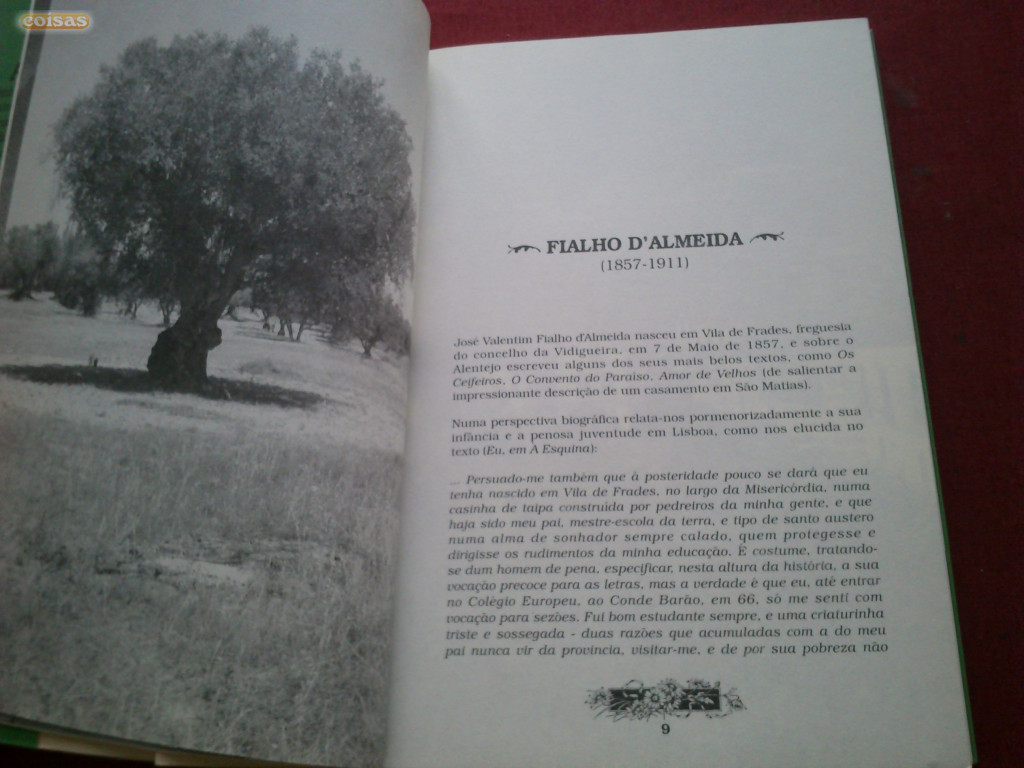 coisas
FIALHO D'ALMEIDA
(1857-1911)
José Valentim Fialho d'Almeida nasceu em Vila de Frades, freguesia
do concelho da Vidigueira, em 7 de Maio de 1857, e sobre o
Alentejo escreveu alguns dos seus mais belos textos, como Os
Ceifeiros, O Convento do Paraíso, Amor de Velhos (de salientar a
impressionante descrição de um casamento em São Matias).
Numa perspectiva biográfica relata-nos pormenorizadamente a sua
infância e a penosa juventude em Lisboa, como nos elucida no
texto (Eu, em A Esquina):
... Persuado-me também que à posteridade pouco se dará que eu
tenha nascido em Vila de Frades, no largo da Misericórdia, numa
casinha de taipa construída por pedreiros da minha gente, e que
haja sido meu pai, mestre-escola da terra, e tipo de santo austero
numa alma de sonhador sempre calado, quem protegesse e
dirigisse os rudimentos da minha educação. É costume, tratando-
se dum homem de pena, especificar, nesta altura da história, a sua
vocação precoce para as letras, mas a verdade é que eu, até entrar
no Colégio Europeu, ao Conde Barão, em 66, só me senti com
vocação para sezões. Fui bom estudante sempre, e uma criaturinha
triste e sossegada - duas razões que acumuladas com a do meu
pai nunca vir da província, visitar-me, e de por sua pobreza não
9